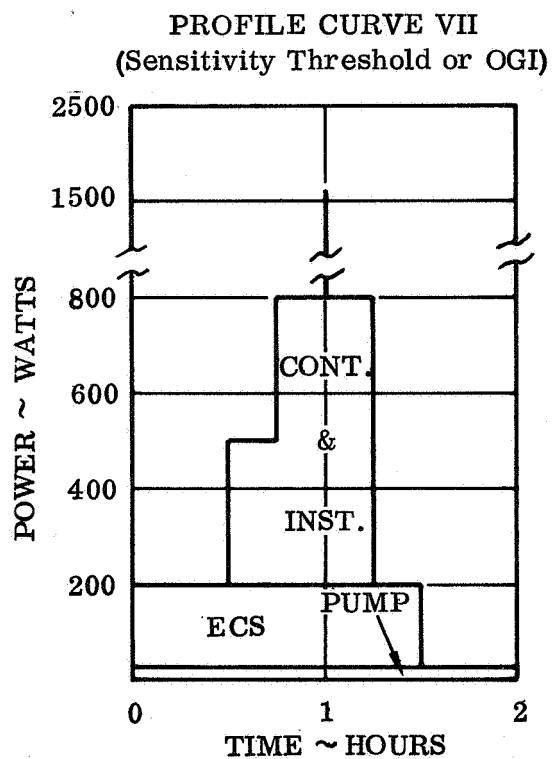 PROFILE CURVE VII
(Sensitivity Threshold or OGI)
2500
1500
800
600
400
200
POWER ~ WATTS
CONT.
&
INST.
PUMP
ECS
0
1
2
TIME ~ HOURS